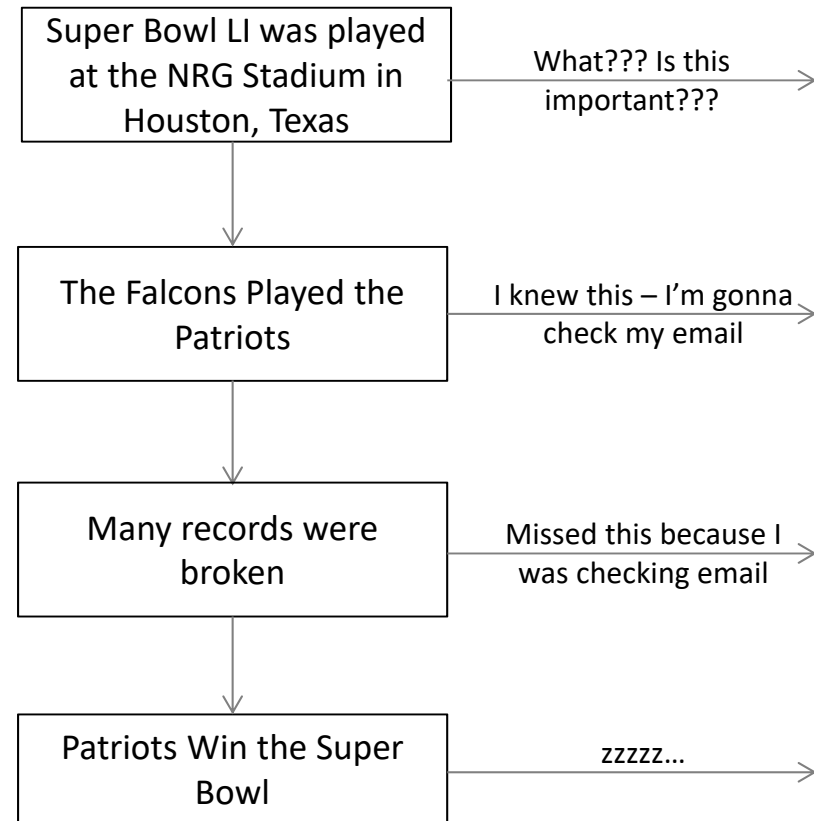 Super Bowl LI was played
at the NRG Stadium in
Houston, Texas
What??? Is this
important???
The Falcons Played the
Patriots
I knew this – I’m gonna
check my email
Many records were
broken
Missed this because I
was checking email
Patriots Win the Super
Bowl
zzzzz...